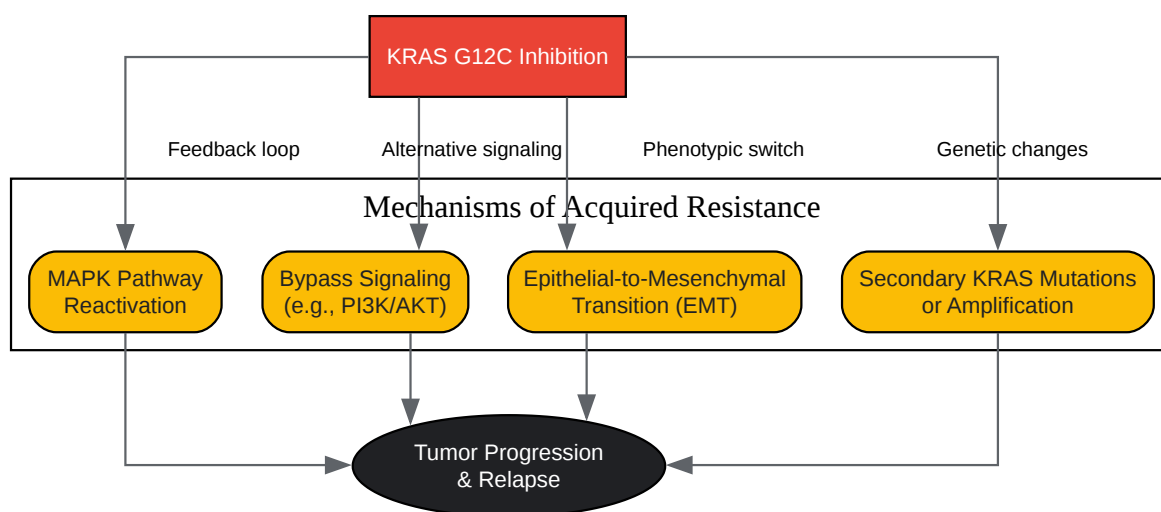 KRAS G12C Inhibition
Feedback loop
Alternative signaling
Phenotypic switch
Genetic changes
Mechanisms of Acquired Resistance
MAPK Pathway
Reactivation
Bypass Signaling
(e.g., PI3K/AKT)
Epithelial-to-Mesenchymal
Transition (EMT)
Secondary KRAS Mutations
or Amplification
Tumor Progression
& Relapse